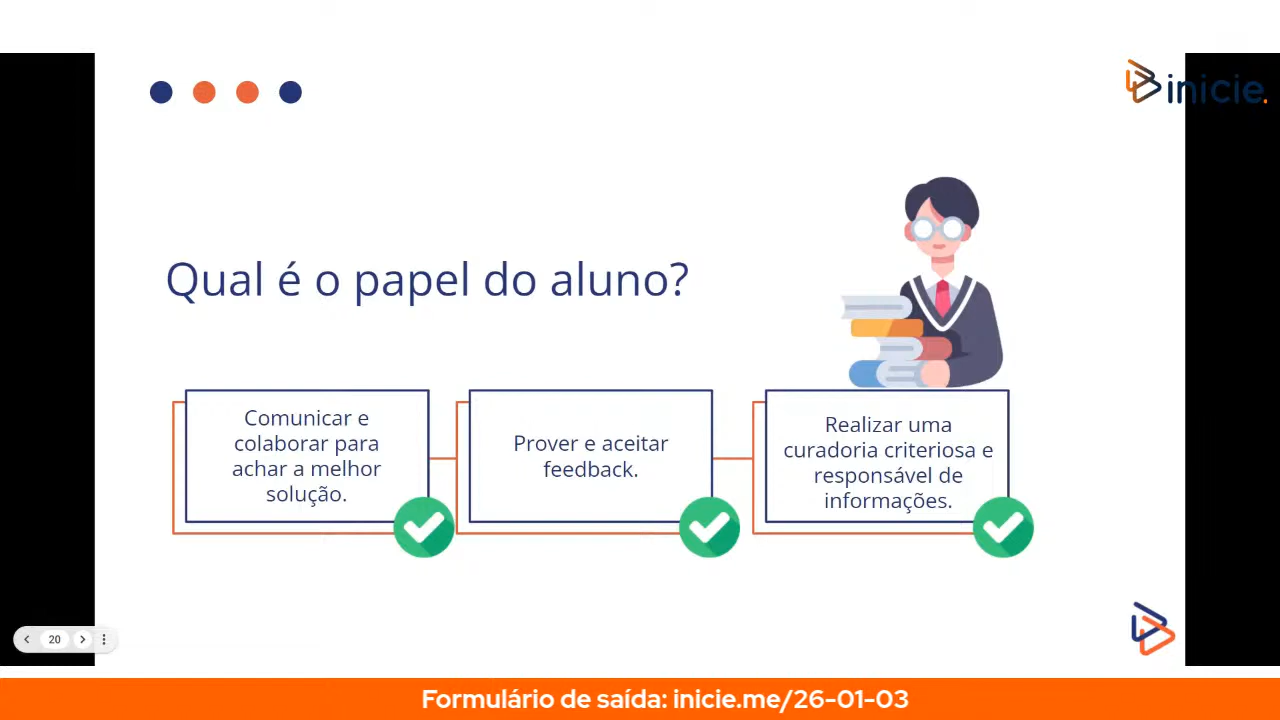 inicie.
Qual é o papel do aluno?
Comunicar e
colaborar para
achar a melhor
solução.
Prover e aceitar
feedback.
Realizar uma
curadoria criteriosa e
responsável de
informações.
20
Formulário de saída: inicie.me/26-01-03